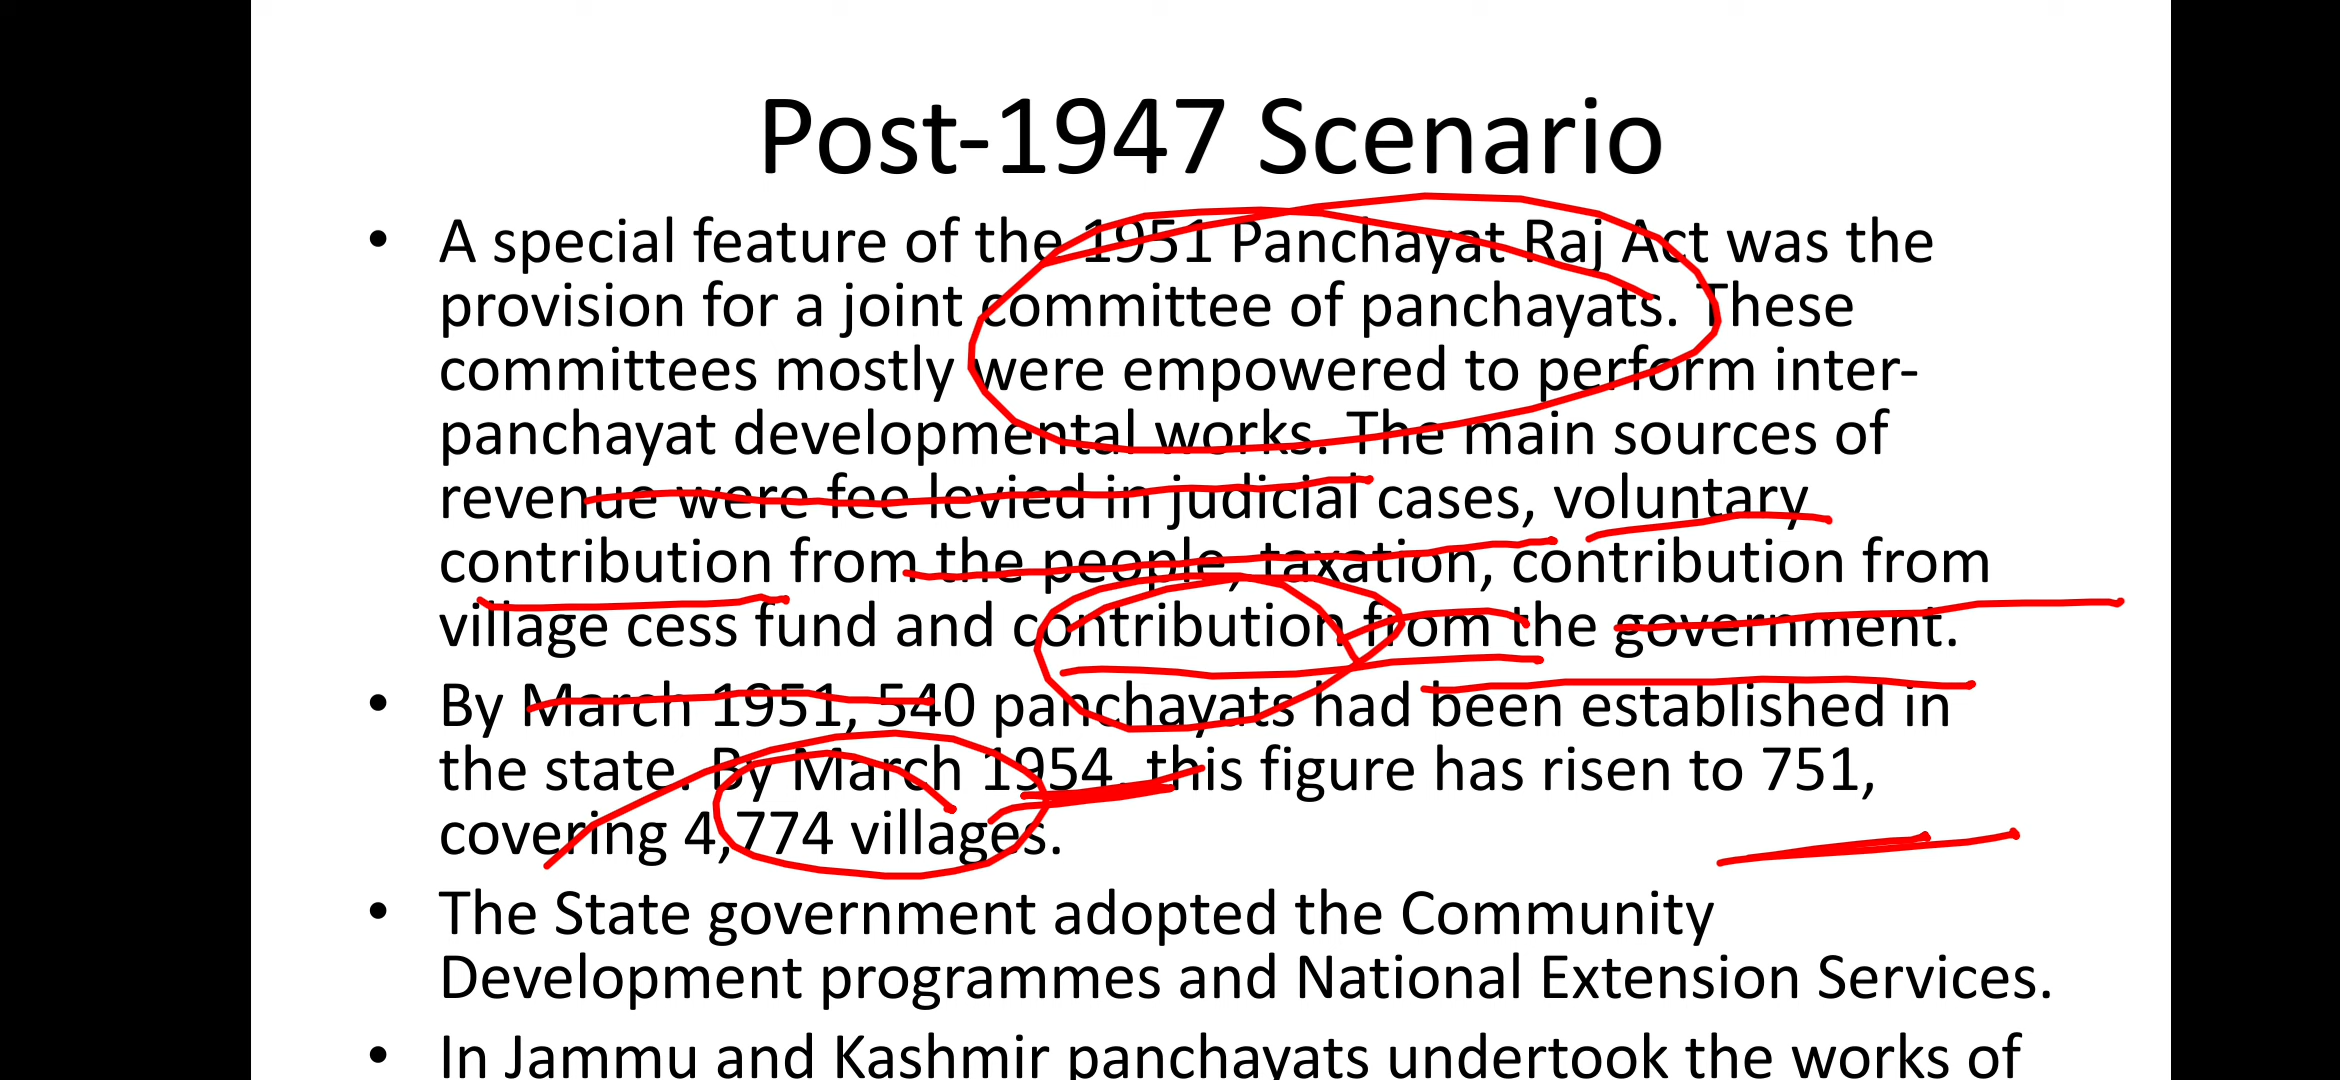 Post-1947 Scenario
• A special feature of the 1951 Panchayat Raj Act was the
provision for a joint committee of panchayats. These
committees mostly were empowered to perform inter-
panchayat developmental works. The main sources of
revenue were fee levied in judicial cases, voluntary
contribution from the people, taxation, contribution from
village cess fund and contribution from the government.
• By March 1951, 540 panchayats had been established in
the state. By March 1954, this figure has risen to 751,
covering 4,774 villages.
• The State government adopted the Community
Development programmes and National Extension Services.
• In Jammu and Kashmir panchayats undertook the works of